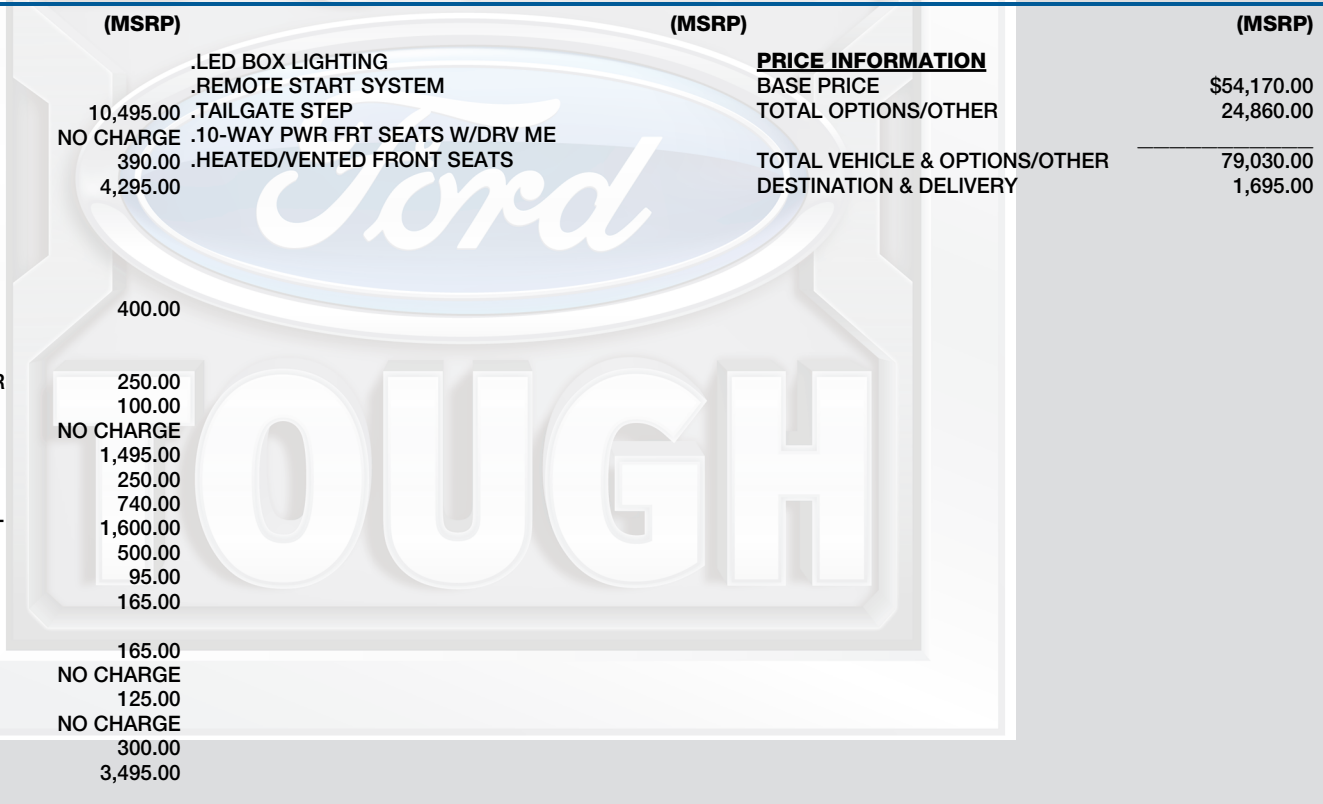 (MSRP) (MSRP) (MSRP)
10,495.00
NO CHARGE
390.00
4,295.00
400.00
R 250.00
100.00
NO CHARGE
1,495.00
250.00
740.00
1,600.00
500.00
95.00
165.00
165.00
NO CHARGE
125.00
NO CHARGE
300.00
3,495.00
.LED BOX LIGHTING
.REMOTE START SYSTEM
.TAILGATE STEP
.10-WAY PWR FRT SEATS W/DRV ME
.HEATED/VENTED FRONT SEATS
PRICE INFORMATION
BASE PRICE $54,170.00
TOTAL OPTIONS/OTHER 24,860.00
TOTAL VEHICLE & OPTIONS/OTHER 79,030.00
DESTINATION & DELIVERY 1,695.00
Ford
TOUGH